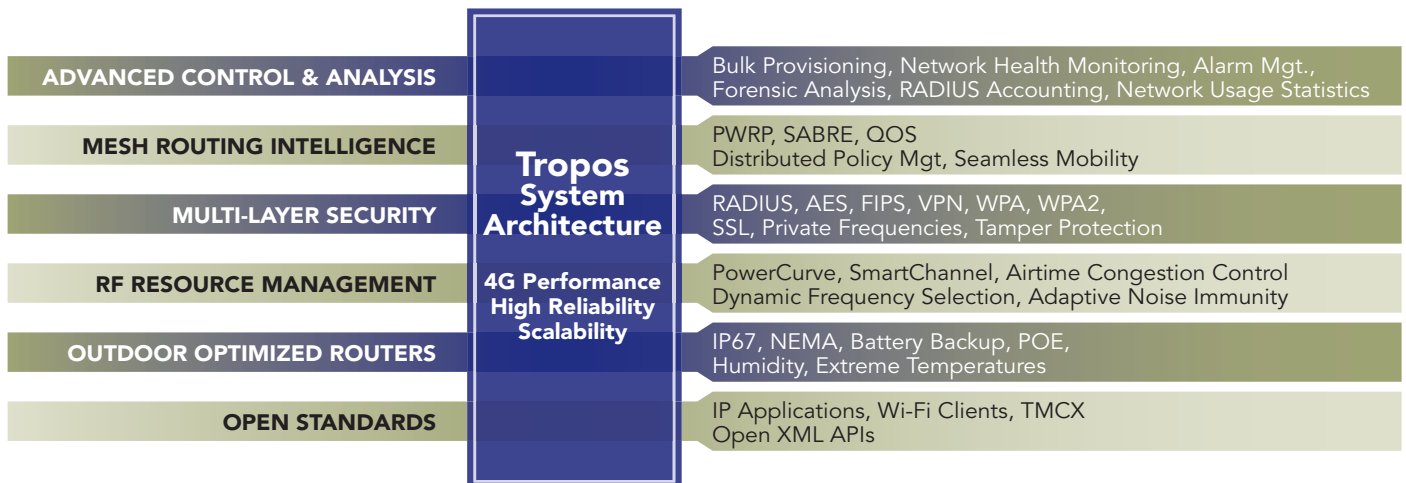 ADVANCED CONTROL & ANALYSIS
Bulk Provisioning, Network Health Monitoring, Alarm Mgt.,
Forensic Analysis, RADIUS Accounting, Network Usage Statistics
MESH ROUTING INTELLIGENCE
PWRP, SABRE, QOS
Distributed Policy Mgt, Seamless Mobility
MULTI-LAYER SECURITY
RADIUS, AES, FIPS, VPN, WPA, WPA2,
SSL, Private Frequencies, Tamper Protection
RF RESOURCE MANAGEMENT
PowerCurve, SmartChannel, Airtime Congestion Control
Dynamic Frequency Selection, Adaptive Noise Immunity
OUTDOOR OPTIMIZED ROUTERS
IP67, NEMA, Battery Backup, POE,
Humidity, Extreme Temperatures
OPEN STANDARDS
IP Applications, Wi-Fi Clients, TMCX
Open XML APIs
Tropos
System
Architecture
4G Performance
High Reliability
Scalability